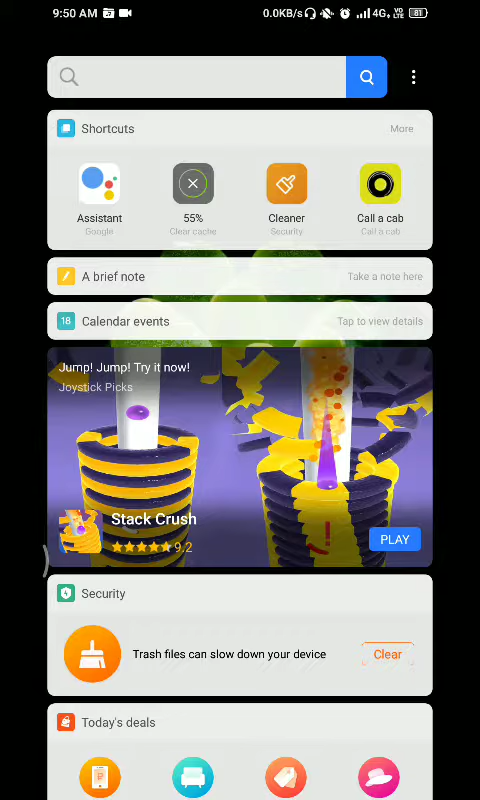 9:50 AM 0.0KB/s 4G VO LTE 81
Shortcuts More
Assistant 55% Cleaner Call a cab
Google Clear cache Security Call a cab
A brief note Take a note here
18 Calendar events Tap to view details
Jump! Jump! Try it now!
Joystick Picks
Stack Crush
9.2
PLAY
Security
Trash files can slow down your device Clear
Today's deals